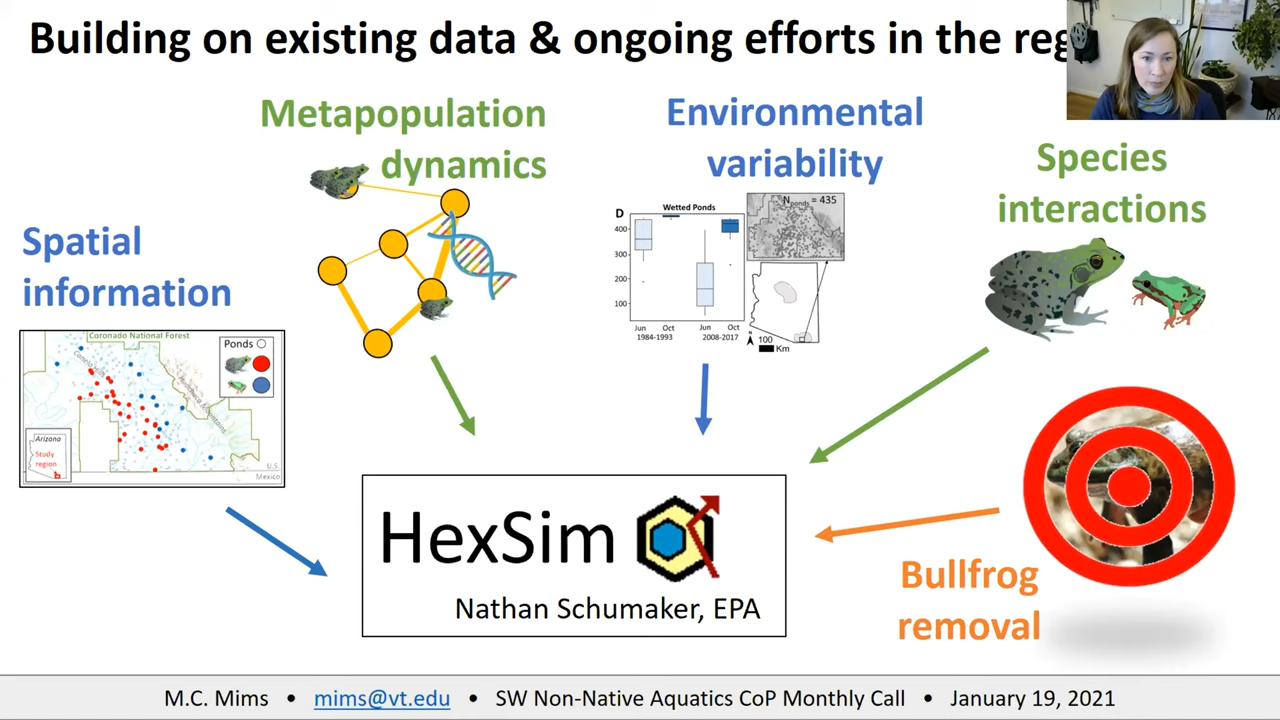 Building on existing data & ongoing efforts in the reg
Metapopulation
dynamics
Environmental
variability
Species
interactions
Spatial
information
Coronado National Forest
Ponds
Arizona
Study
region
U.S.
Mexico
D
Wetted Ponds
400
300
200
100
Jun Oct Jun Oct
1984-1993 2008-2017
Nponds = 435
N
100
Km
HexSim
Nathan Schumaker, EPA
Bullfrog
removal
M.C. Mims • mims@vt.edu • SW Non-Native Aquatics CoP Monthly Call • January 19, 2021